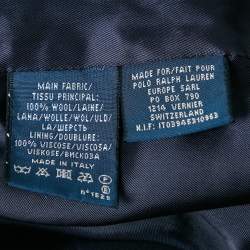 MAIN FABRIC/
TISSU PRINCIPAL:
100% WOOL/LAINE/
LANA/WOLLE/WOL/ULD/
LA/ШЕРСТЬ
LINING/DOUBLURE:
100% VISCOSE/VISCOSA/
VISKOSE/ВИСКОЗА
MADE IN ITALY
n°1625
MADE FOR/FAIT POUR
POLO RALPH LAUREN
EUROPE SARL
PO BOX 790
1214 VERNIER
SWITZERLAND
N.I.F: IT03945310963